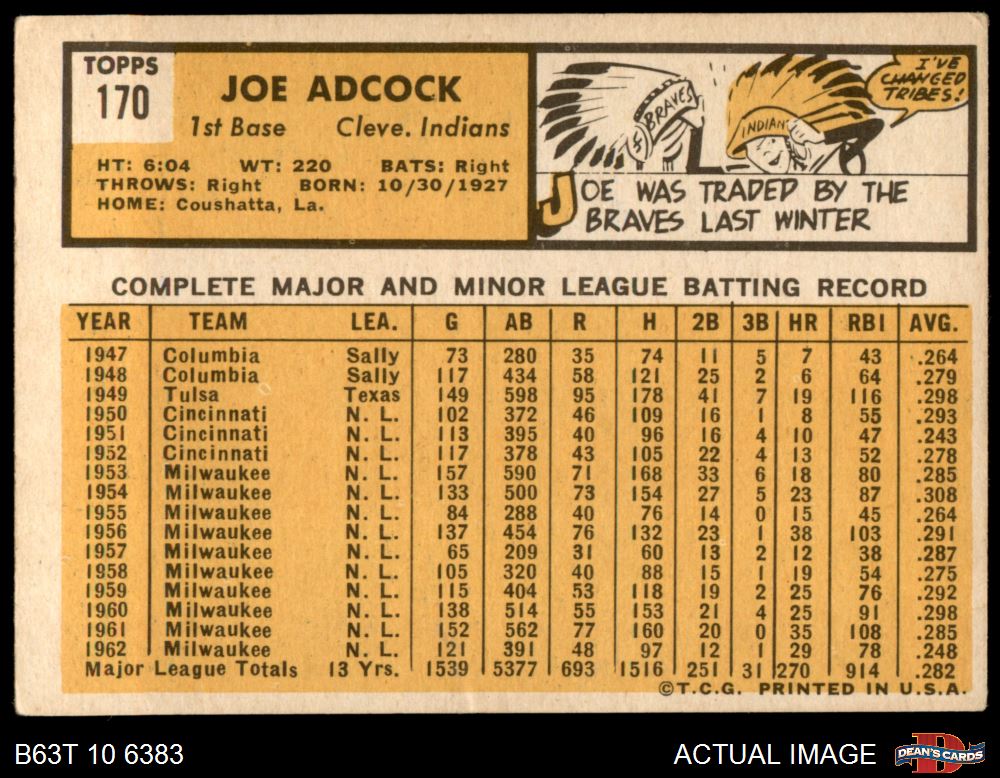 TOPPS
170
JOE ADCOCK
1st Base Cleve. Indians
HT: 6:04 WT: 220 BATS: Right
THROWS: Right BORN: 10/30/1927
HOME: Coushatta, La.
BRAVES
INDIAN
I'VE
CHANGED
TRIBES!
JOE WAS TRADED BY THE
BRAVES LAST WINTER
COMPLETE MAJOR AND MINOR LEAGUE BATTING RECORD
YEAR TEAM LEA. G AB R H 2B 3B HR RBI AVG.
1947 Columbia Sally 73 280 35 74 11 5 7 43 .264
1948 Columbia Sally 117 434 58 121 25 2 6 64 .279
1949 Tulsa Texas 149 598 95 178 41 7 19 116 .298
1950 Cincinnati N. L. 102 372 46 109 16 1 8 55 .293
1951 Cincinnati N. L. 113 395 40 96 16 4 10 47 .243
1952 Cincinnati N. L. 117 378 43 105 22 4 13 52 .278
1953 Milwaukee N. L. 157 590 71 168 33 6 18 80 .285
1954 Milwaukee N. L. 133 500 73 154 27 5 23 87 .308
1955 Milwaukee N. L. 84 288 40 76 14 0 15 45 .264
1956 Milwaukee N. L. 137 454 76 132 23 1 38 103 .291
1957 Milwaukee N. L. 65 209 31 60 13 2 12 38 .287
1958 Milwaukee N. L. 105 320 40 88 15 1 19 54 .275
1959 Milwaukee N. L. 115 404 53 118 19 2 25 76 .292
1960 Milwaukee N. L. 138 514 55 153 21 4 25 91 .298
1961 Milwaukee N. L. 152 562 77 160 20 0 35 108 .285
1962 Milwaukee N. L. 121 391 48 97 12 1 29 78 .248
Major League Totals 13 Yrs. 1539 5377 693 1516 251 31 270 914 .282
©T.C.G. PRINTED IN U.S.A.
B63T 10 6383
ACTUAL IMAGE
D
DEAN'S CARDS